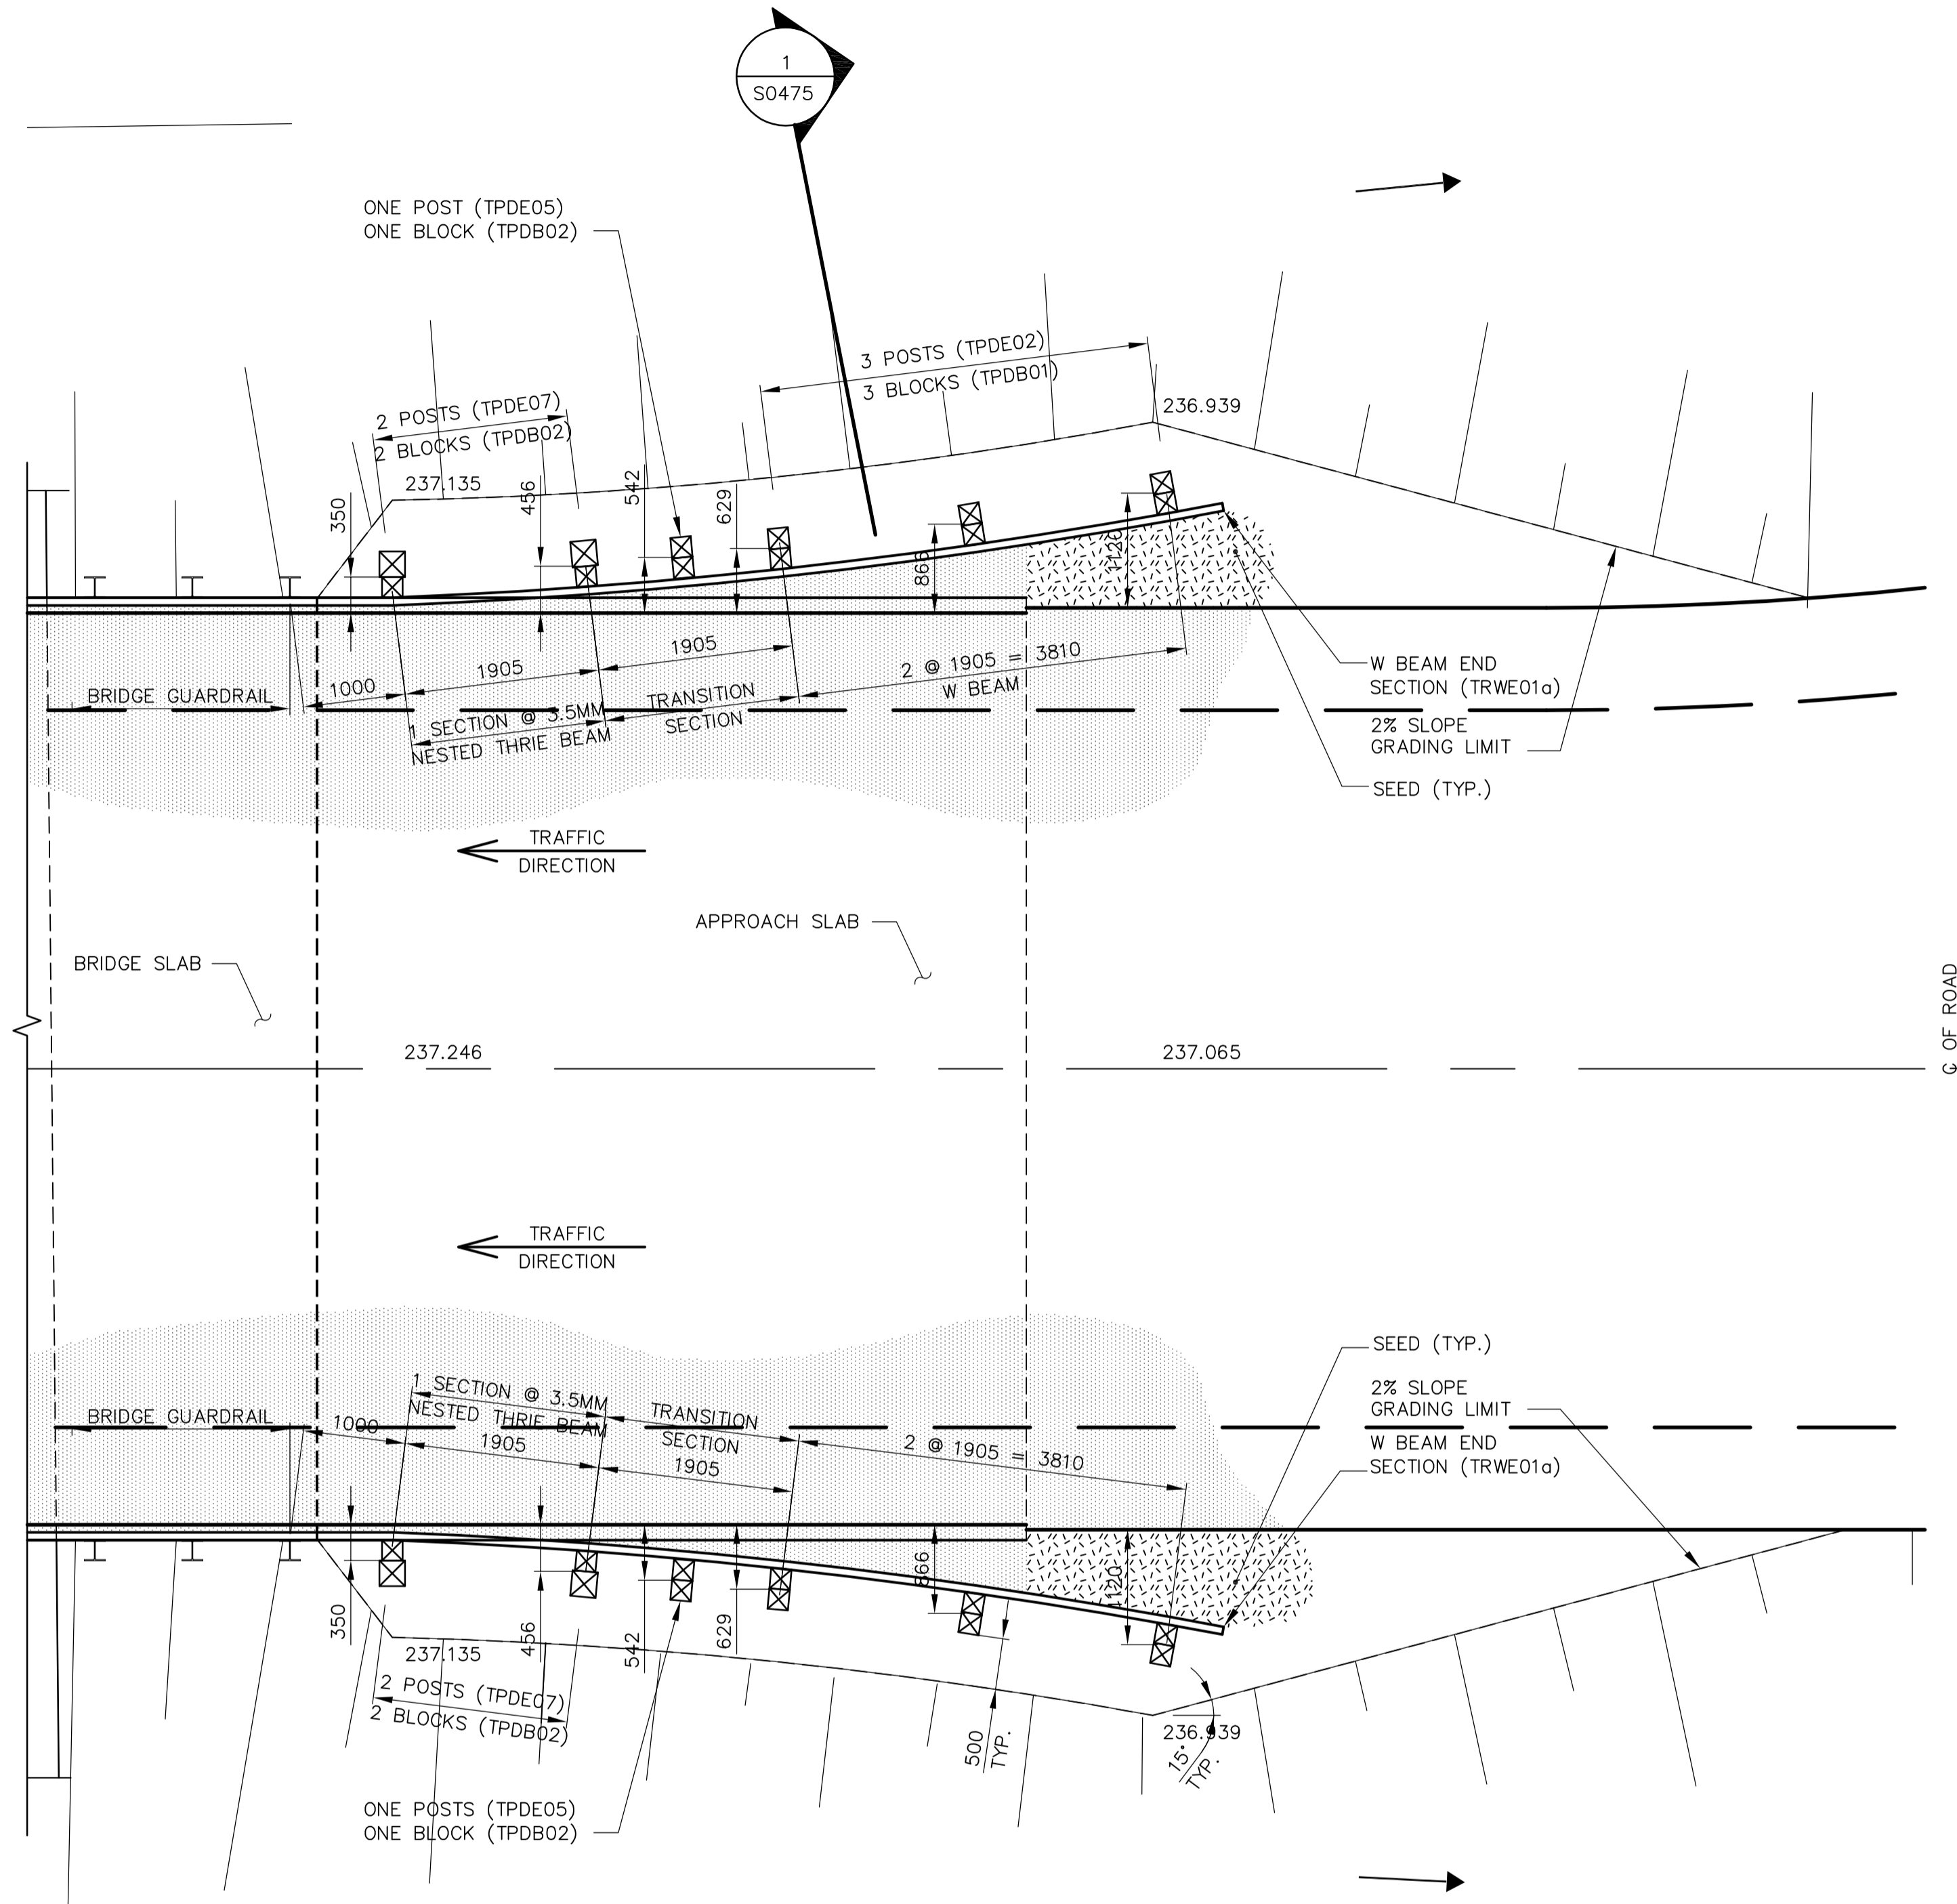 1
S0475
ONE POST (TPDE05)
ONE BLOCK (TPDB02)
3 POSTS (TPDE02)
3 BLOCKS (TPDB01)
2 POSTS (TPDE07)
2 BLOCKS (TPDB02)
236.939
237.135
350
456
542
629
866
1120
1000
1905
1905
2 @ 1905 = 3810
W BEAM
BRIDGE GUARDRAIL
1 SECTION @ 3.5MM
NESTED THRIE BEAM
TRANSITION
SECTION
W BEAM END
SECTION (TRWE01a)
2% SLOPE
GRADING LIMIT
SEED (TYP.)
TRAFFIC
DIRECTION
APPROACH SLAB
BRIDGE SLAB
237.246
237.065
℄ OF ROAD
TRAFFIC
DIRECTION
SEED (TYP.)
2% SLOPE
GRADING LIMIT
W BEAM END
SECTION (TRWE01a)
1 SECTION @ 3.5MM
NESTED THRIE BEAM
TRANSITION
SECTION
BRIDGE GUARDRAIL
1000
1905
1905
2 @ 1905 = 3810
350
456
542
629
866
1120
237.135
2 POSTS (TPDE07)
2 BLOCKS (TPDB02)
500
TYP.
236.939
15°
TYP.
ONE POSTS (TPDE05)
ONE BLOCK (TPDB02)